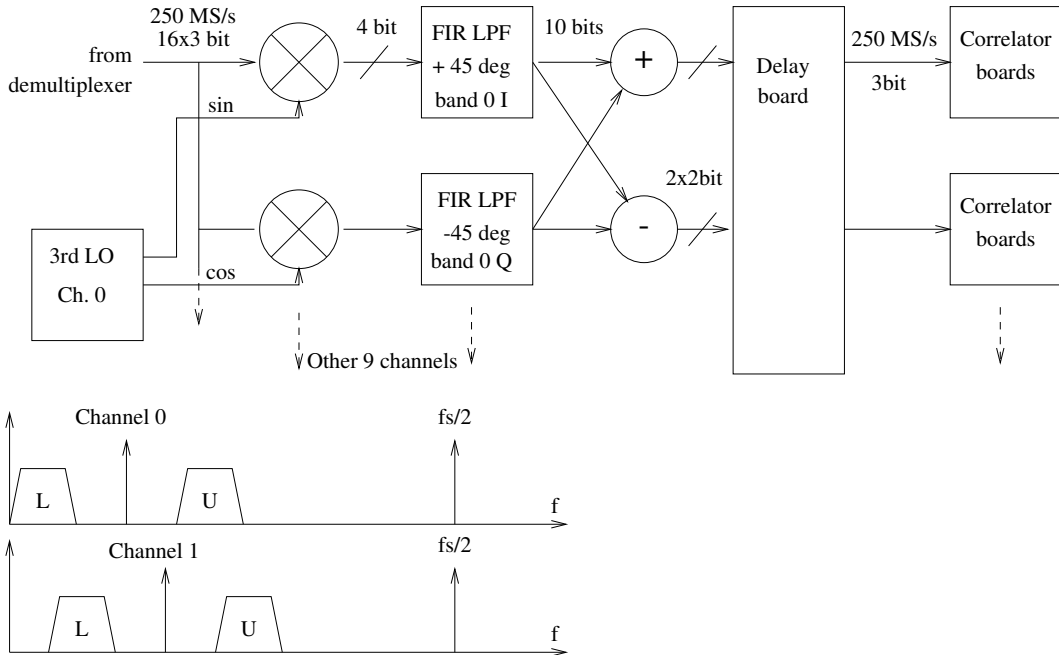 250 MS/s
16x3 bit
from
demultiplexer
sin
cos
3rd LO
Ch. 0
4 bit
FIR LPF
+ 45 deg
band 0 I
FIR LPF
-45 deg
band 0 Q
10 bits
+
-
2x2bit
Delay
board
250 MS/s
3bit
Correlator
boards
Correlator
boards
Other 9 channels
Channel 0
fs/2
L
U
f
Channel 1
fs/2
L
U
f